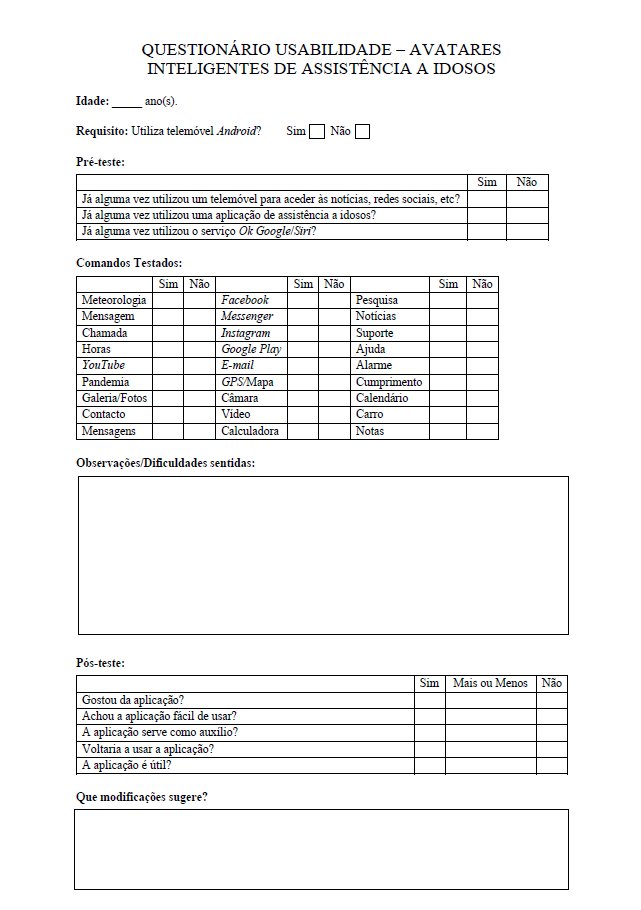 QUESTIONÁRIO USABILIDADE – AVATARES
INTELIGENTES DE ASSISTÊNCIA A IDOSOS
Idade: _____ ano(s).
Requisito: Utiliza telemóvel Android? Sim Não
Pré-teste:
Sim Não
Já alguma vez utilizou um telemóvel para aceder às notícias, redes sociais, etc?
Já alguma vez utilizou uma aplicação de assistência a idosos?
Já alguma vez utilizou o serviço Ok Google/Siri?
Comandos Testados:
Sim Não Sim Não Sim Não
Meteorologia Facebook Pesquisa
Mensagem Messenger Notícias
Chamada Instagram Suporte
Horas Google Play Ajuda
YouTube E-mail Alarme
Pandemia GPS/Mapa Cumprimento
Galeria/Fotos Câmara Calendário
Contacto Vídeo Carro
Mensagens Calculadora Notas
Observações/Dificuldades sentidas:
Pós-teste:
Sim Mais ou Menos Não
Gostou da aplicação?
Achou a aplicação fácil de usar?
A aplicação serve como auxílio?
Voltaria a usar a aplicação?
A aplicação é útil?
Que modificações sugere?